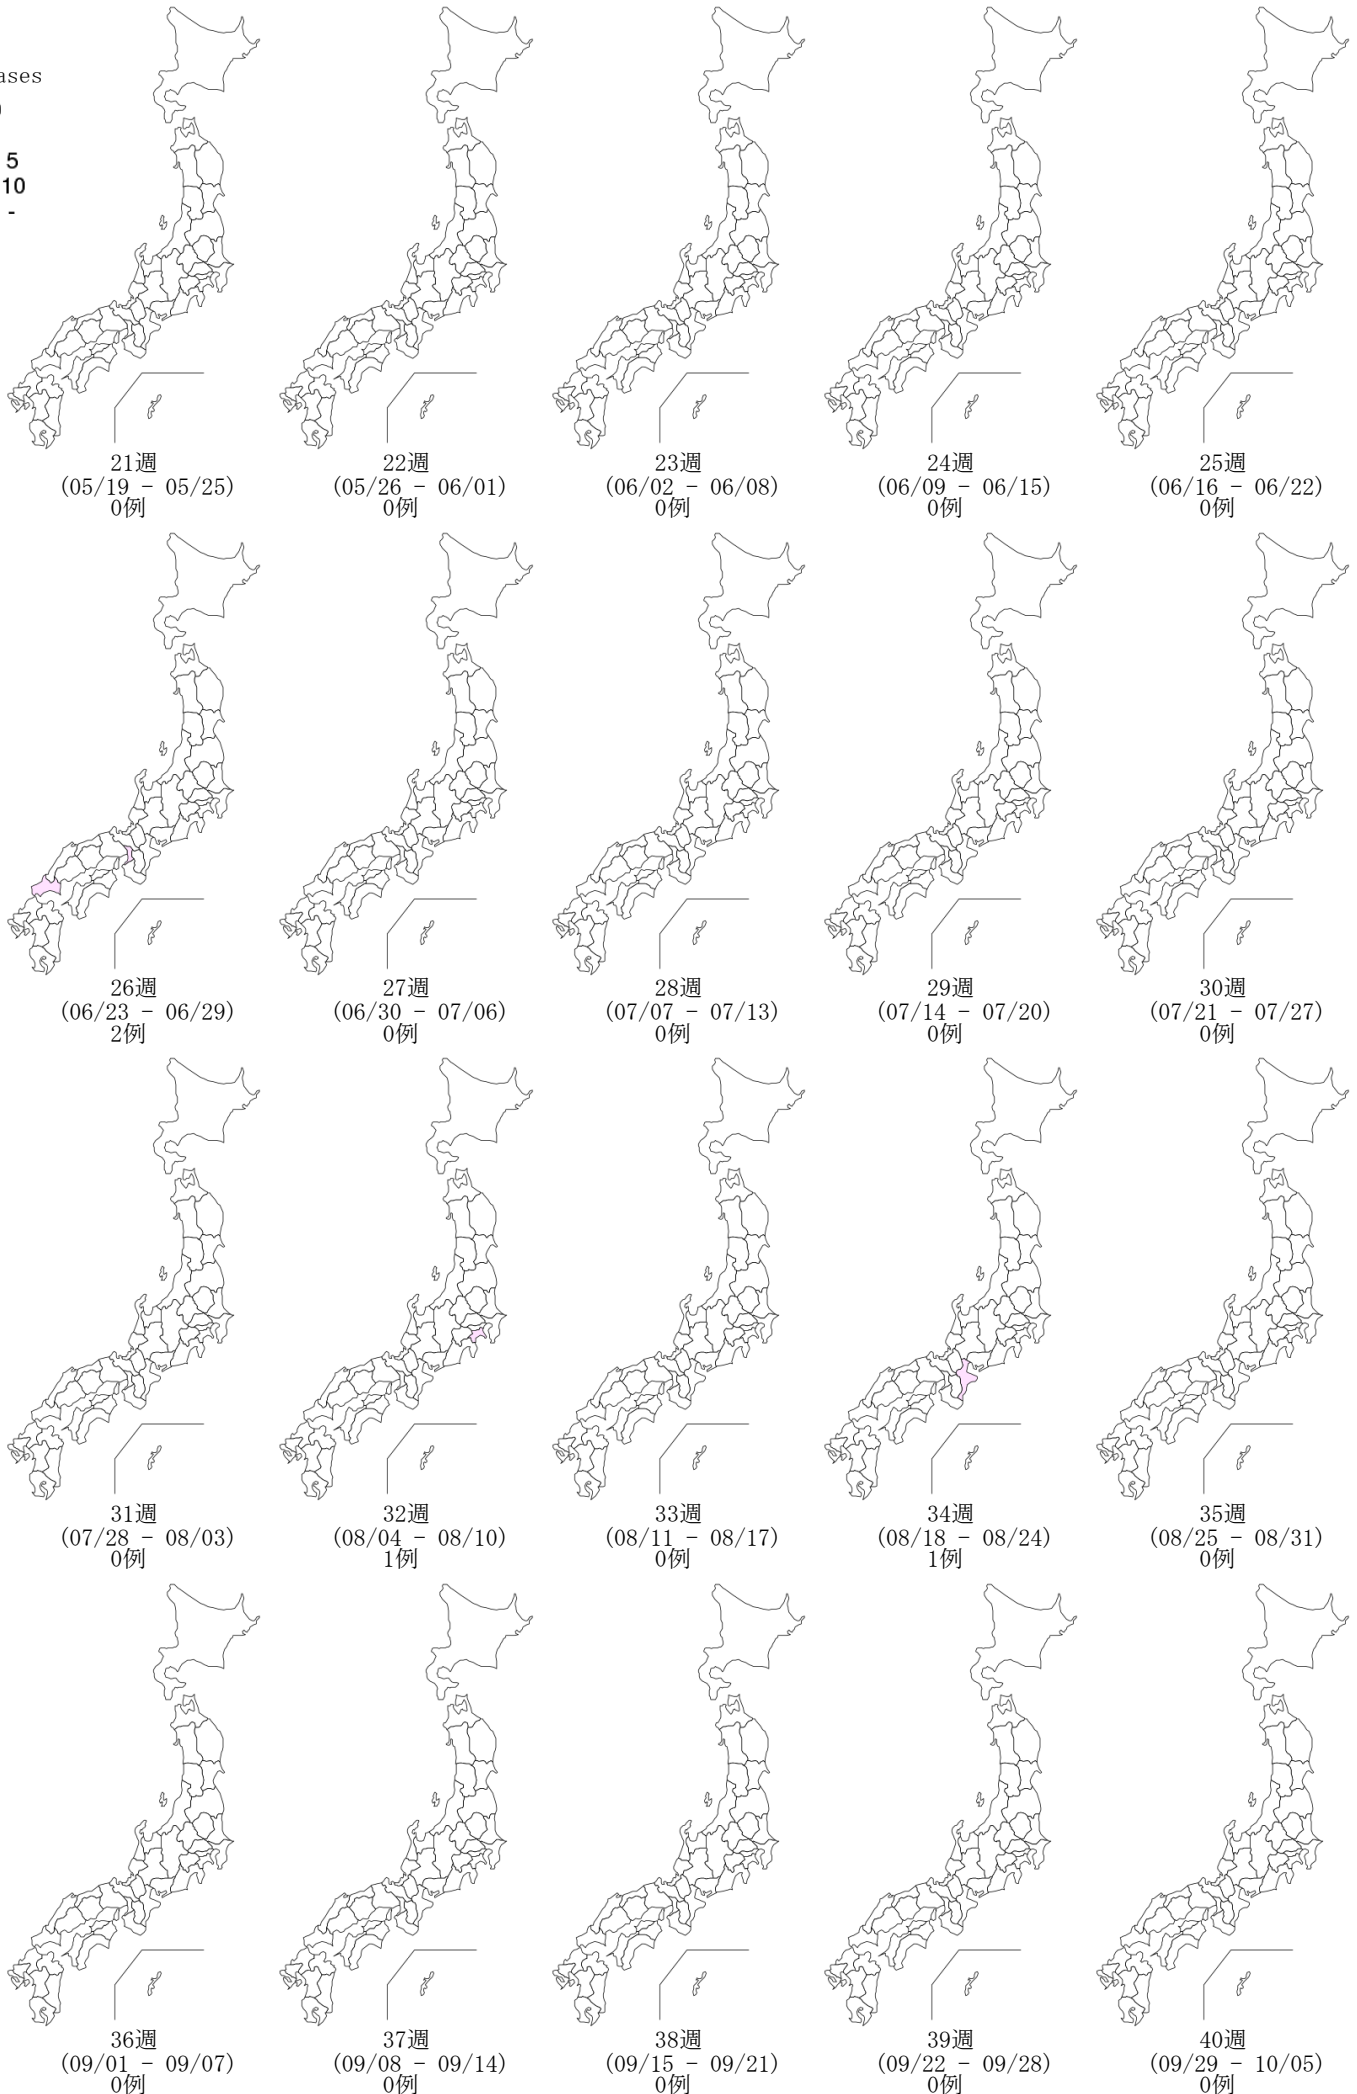 ases
5
10
-
21週 22週 23週 24週 25週
(05/19 - 05/25) (05/26 - 06/01) (06/02 - 06/08) (06/09 - 06/15) (06/16 - 06/22)
0例 0例 0例 0例 0例
26週 27週 28週 29週 30週
(06/23 - 06/29) (06/30 - 07/06) (07/07 - 07/13) (07/14 - 07/20) (07/21 - 07/27)
2例 0例 0例 0例 0例
31週 32週 33週 34週 35週
(07/28 - 08/03) (08/04 - 08/10) (08/11 - 08/17) (08/18 - 08/24) (08/25 - 08/31)
0例 1例 0例 1例 0例
36週 37週 38週 39週 40週
(09/01 - 09/07) (09/08 - 09/14) (09/15 - 09/21) (09/22 - 09/28) (09/29 - 10/05)
0例 0例 0例 0例 0例